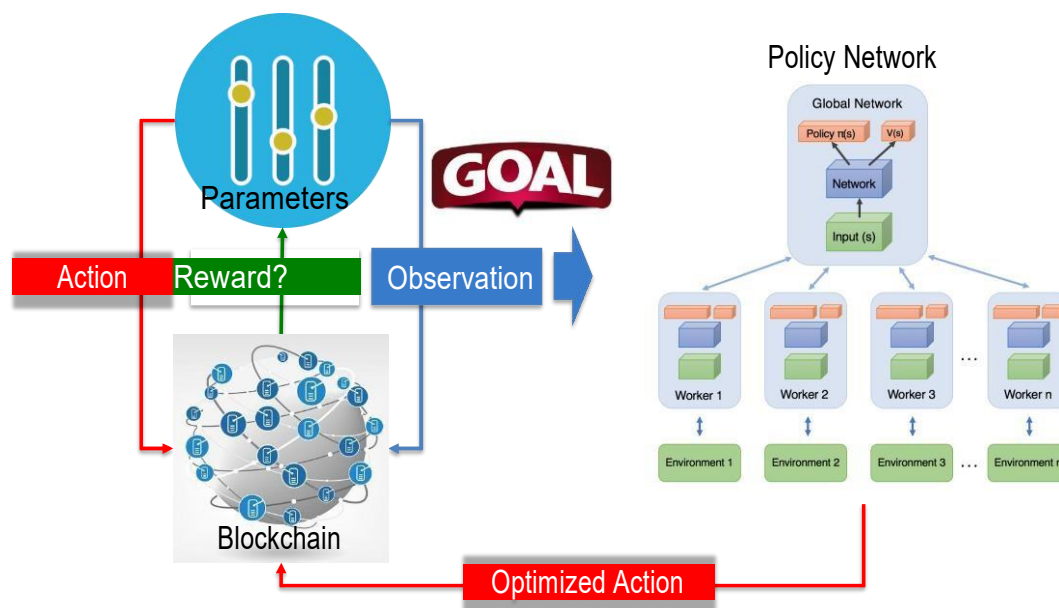 Policy Network
Global Network
Policy π(s)
V(s)
Network
Input (s)
GOAL
Parameters
Action
Reward?
Observation
Worker 1
Worker 2
Worker 3
...
Worker n
Environment 1
Environment 2
Environment 3
...
Environment n
Blockchain
Optimized Action